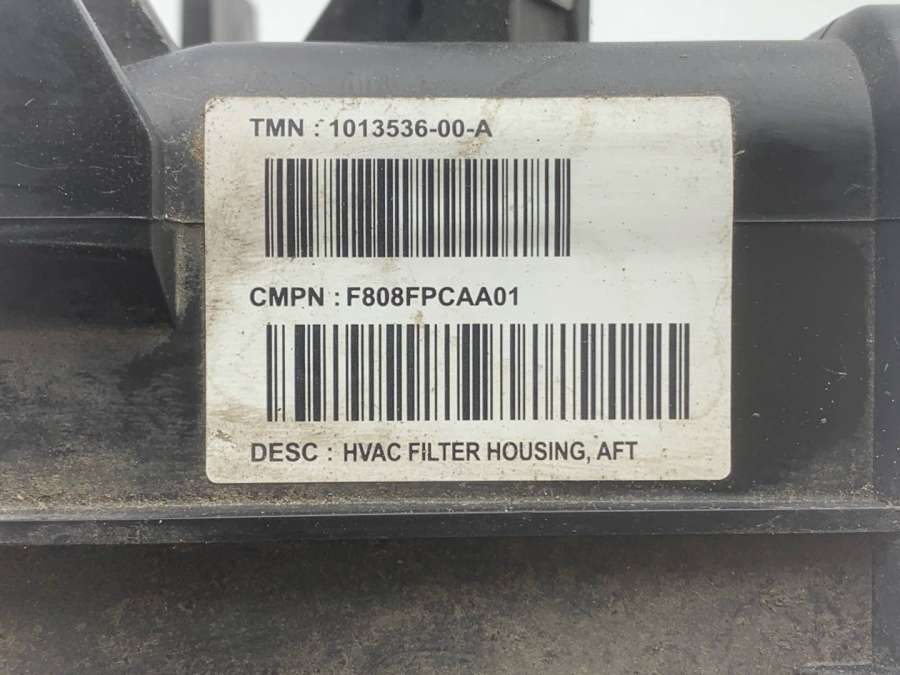 TMN : 1013536-00-A
CMPN : F808FPCAA01
DESC : HVAC FILTER HOUSING, AFT